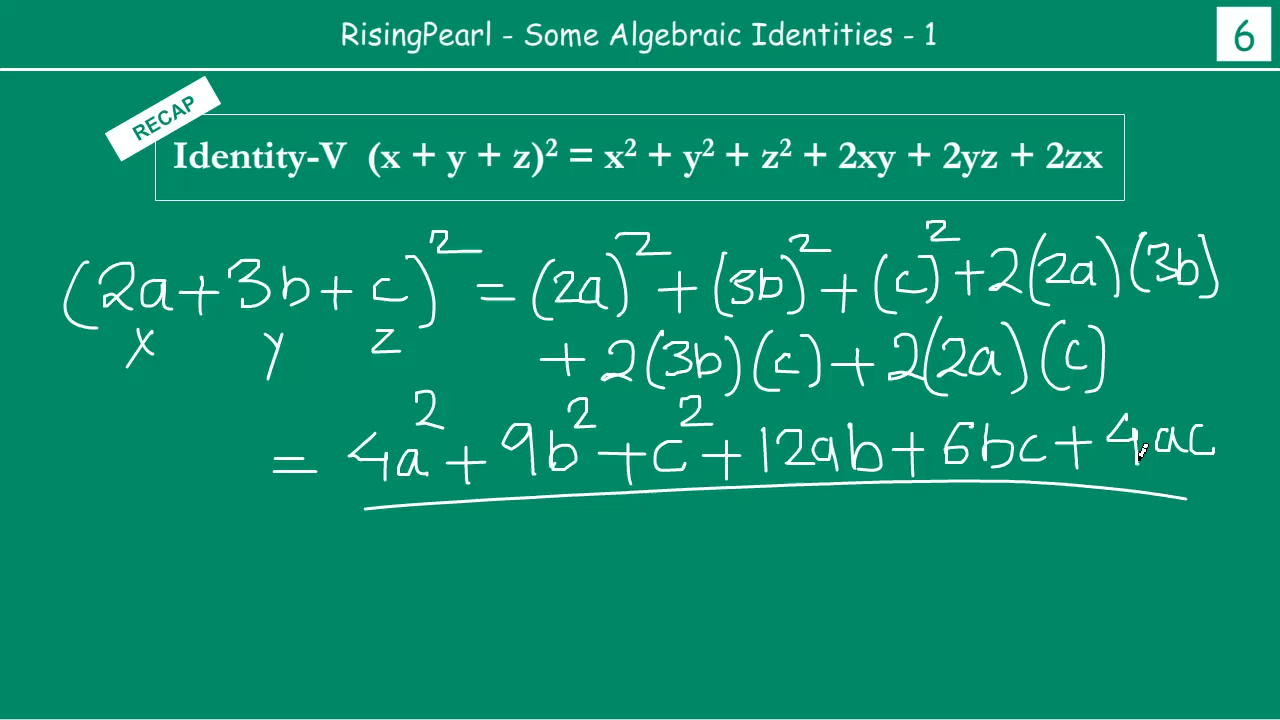 RisingPearl - Some Algebraic Identities - 1
6
RECAP
Identity-V (x + y + z)² = x² + y² + z² + 2xy + 2yz + 2zx
(2a+3b+c)² = (2a)² + (3b)² + (c)² + 2(2a)(3b)
x y z
+ 2(3b)(c) + 2(2a)(c)
= 4a² + 9b² + c² + 12ab + 6bc + 4ac